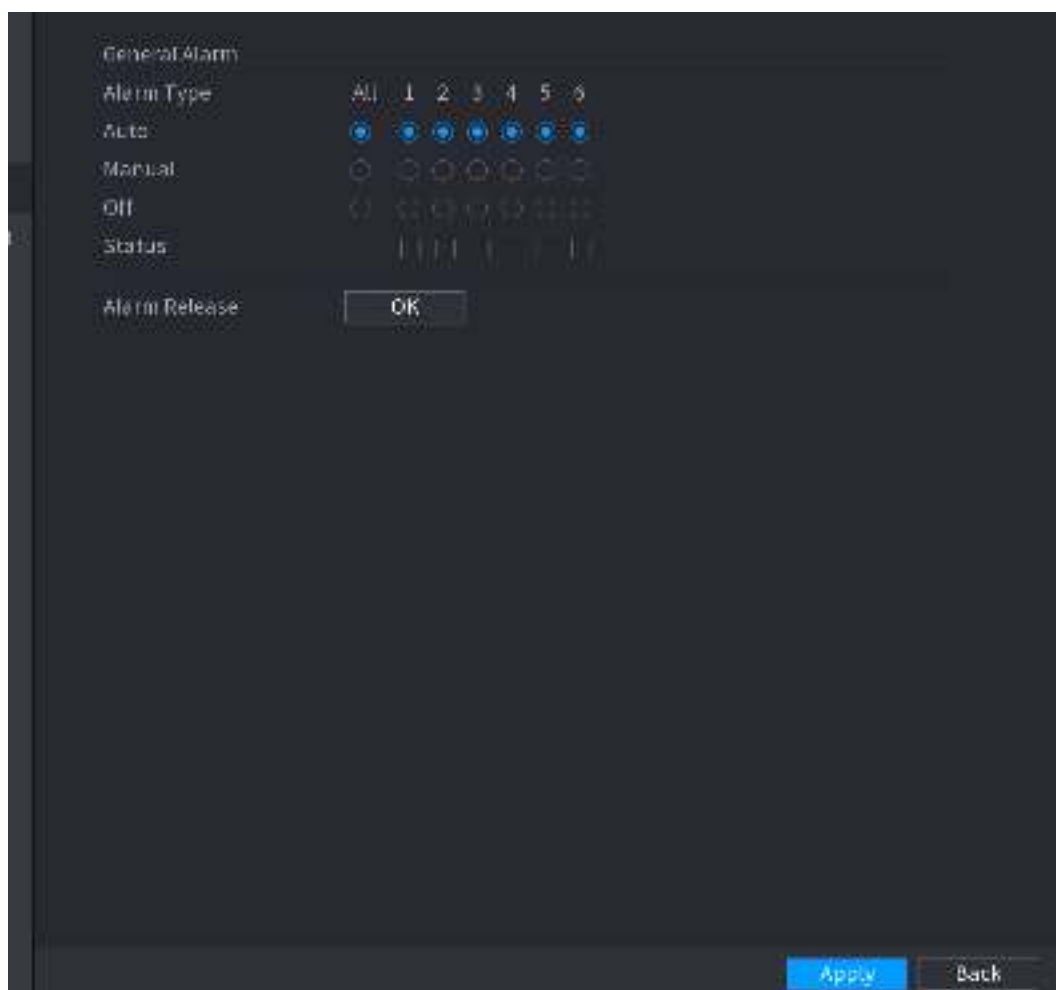 General Alarm
Alarm Type All 1 2 3 4 5 6
Auto
Manual
Off
Status
Alarm Release OK
Apply Back